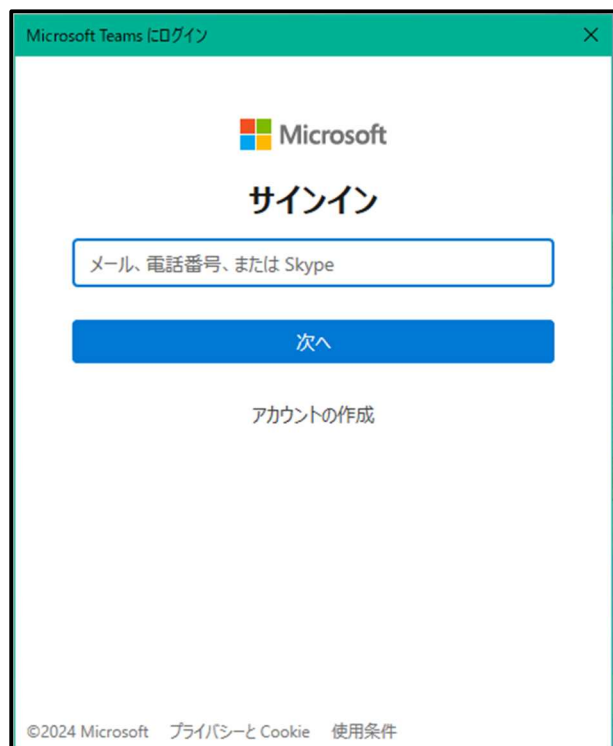 Microsoft Teams にログイン
Microsoft
サインイン
メール、電話番号、または Skype
次へ
アカウントの作成
©2024 Microsoft プライバシーと Cookie 使用条件